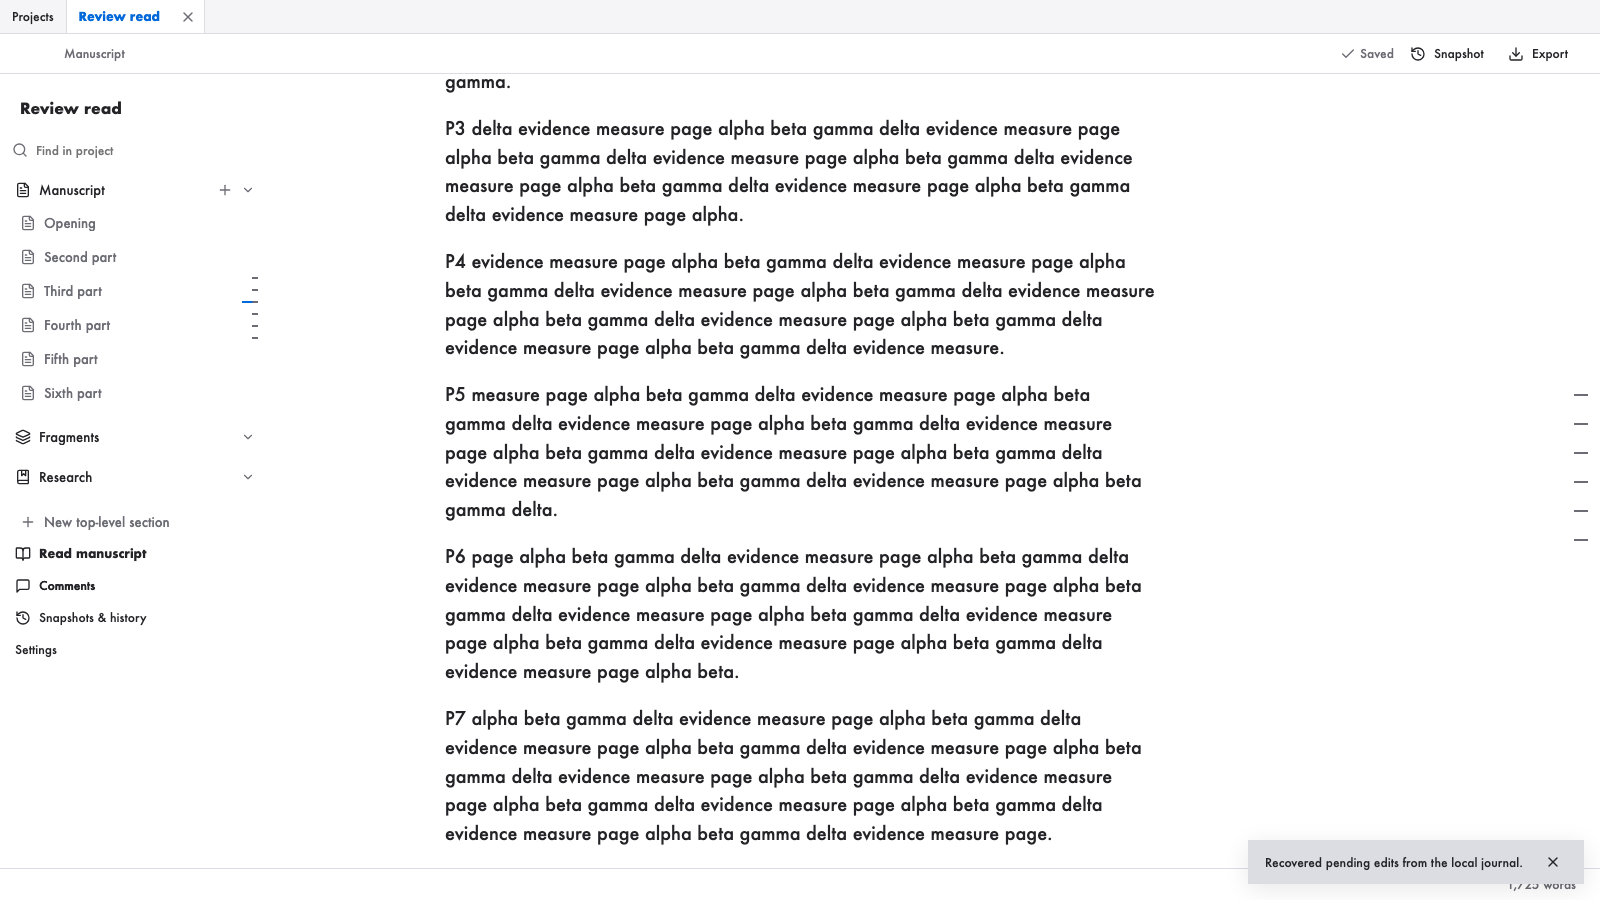 Projects
Review read
Manuscript
Saved
Snapshot
Export
Review read
Find in project
Manuscript
Opening
Second part
Third part
Fourth part
Fifth part
Sixth part
Fragments
Research
New top-level section
Read manuscript
Comments
Snapshots & history
Settings
gamma.
P3 delta evidence measure page alpha beta gamma delta evidence measure page
alpha beta gamma delta evidence measure page alpha beta gamma delta evidence
measure page alpha beta gamma delta evidence measure page alpha beta gamma
delta evidence measure page alpha.
P4 evidence measure page alpha beta gamma delta evidence measure page alpha
beta gamma delta evidence measure page alpha beta gamma delta evidence measure
page alpha beta gamma delta evidence measure page alpha beta gamma delta
evidence measure page alpha beta gamma delta evidence measure.
P5 measure page alpha beta gamma delta evidence measure page alpha beta
gamma delta evidence measure page alpha beta gamma delta evidence measure
page alpha beta gamma delta evidence measure page alpha beta gamma delta
evidence measure page alpha beta gamma delta evidence measure page alpha beta
gamma delta.
P6 page alpha beta gamma delta evidence measure page alpha beta gamma delta
evidence measure page alpha beta gamma delta evidence measure page alpha beta
gamma delta evidence measure page alpha beta gamma delta evidence measure
page alpha beta gamma delta evidence measure page alpha beta gamma delta
evidence measure page alpha beta.
P7 alpha beta gamma delta evidence measure page alpha beta gamma delta
evidence measure page alpha beta gamma delta evidence measure page alpha beta
gamma delta evidence measure page alpha beta gamma delta evidence measure
page alpha beta gamma delta evidence measure page alpha beta gamma delta
evidence measure page alpha beta gamma delta evidence measure page.
Recovered pending edits from the local journal.
1,725 words